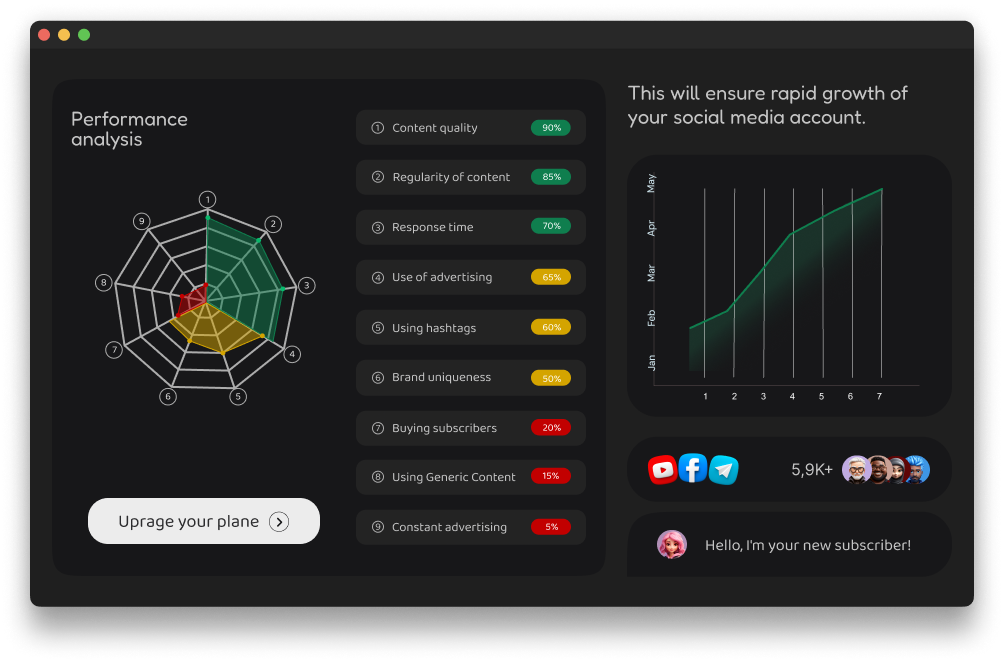 Performance
analysis
1
2
3
4
5
6
7
8
9
Uprage your plane
1 Content quality 90%
2 Regularity of content 85%
3 Response time 70%
4 Use of advertising 65%
5 Using hashtags 60%
6 Brand uniqueness 50%
7 Buying subscribers 20%
8 Using Generic Content 15%
9 Constant advertising 5%
This will ensure rapid growth of
your social media account.
May
Apr
Mar
Feb
Jan
1 2 3 4 5 6 7
5,9K+
Hello, I'm your new subscriber!